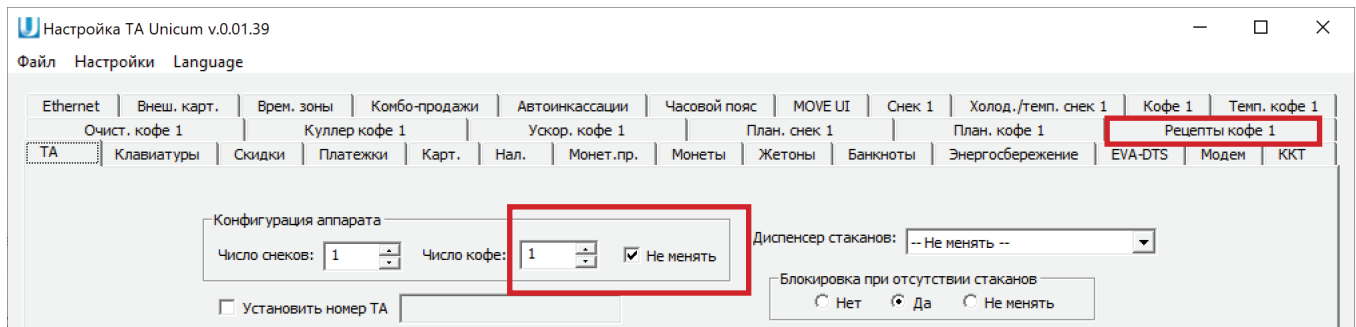 Настройка TA Unicum v.0.01.39
Файл Настройки Language
Ethernet Внеш. карт. Врем. зоны Комбо-продажи Автоинкассации Часовой пояс MOVE UI Снек 1 Холод./темп. снек 1 Кофе 1 Темп. кофе 1
Очист. кофе 1 Куллер кофе 1 Ускор. кофе 1 План. снек 1 План. кофе 1 Рецепты кофе 1
ТА Клавиатуры Скидки Платежки Карт. Нал. Монет.пр. Монеты Жетоны Банкноты Энергосбережение EVA-DTS Модем ККТ
Конфигурация аппарата
Число снеков: 1 Число кофе: 1 Не менять
Диспенсер стаканов: -- Не менять --
Блокировка при отсутствии стаканов
Нет Да Не менять
Установить номер ТА